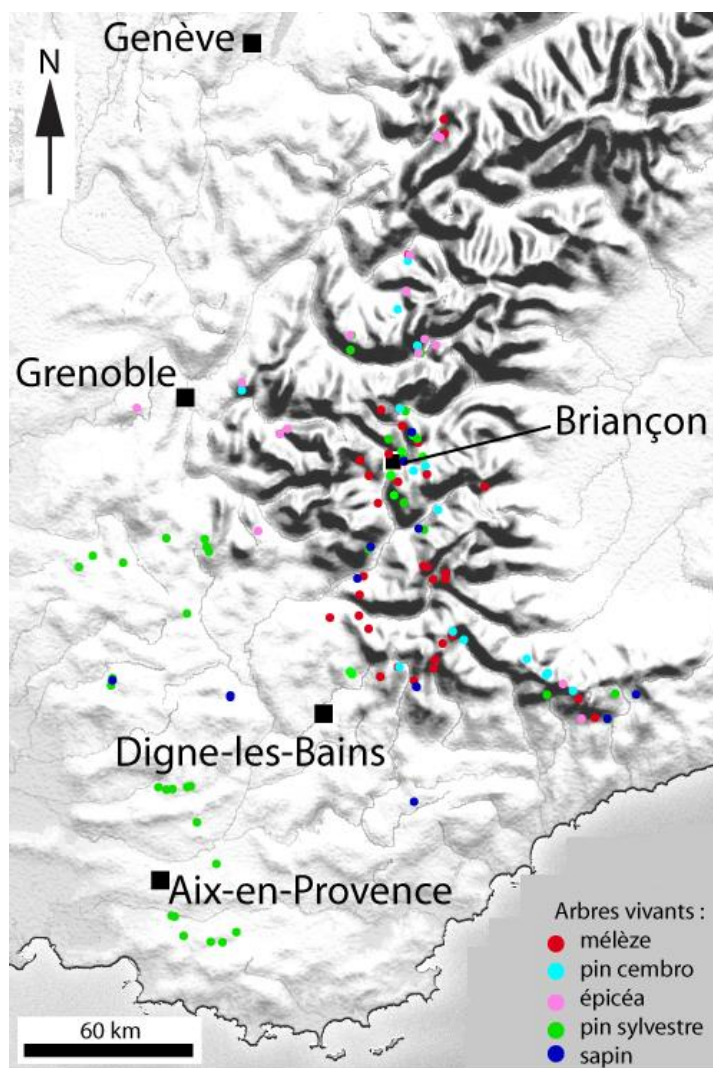 Genève
N
Grenoble
Briançon
Digne-les-Bains
Aix-en-Provence
Arbres vivants :
mélèze
pin cembro
épicéa
pin sylvestre
sapin
60 km